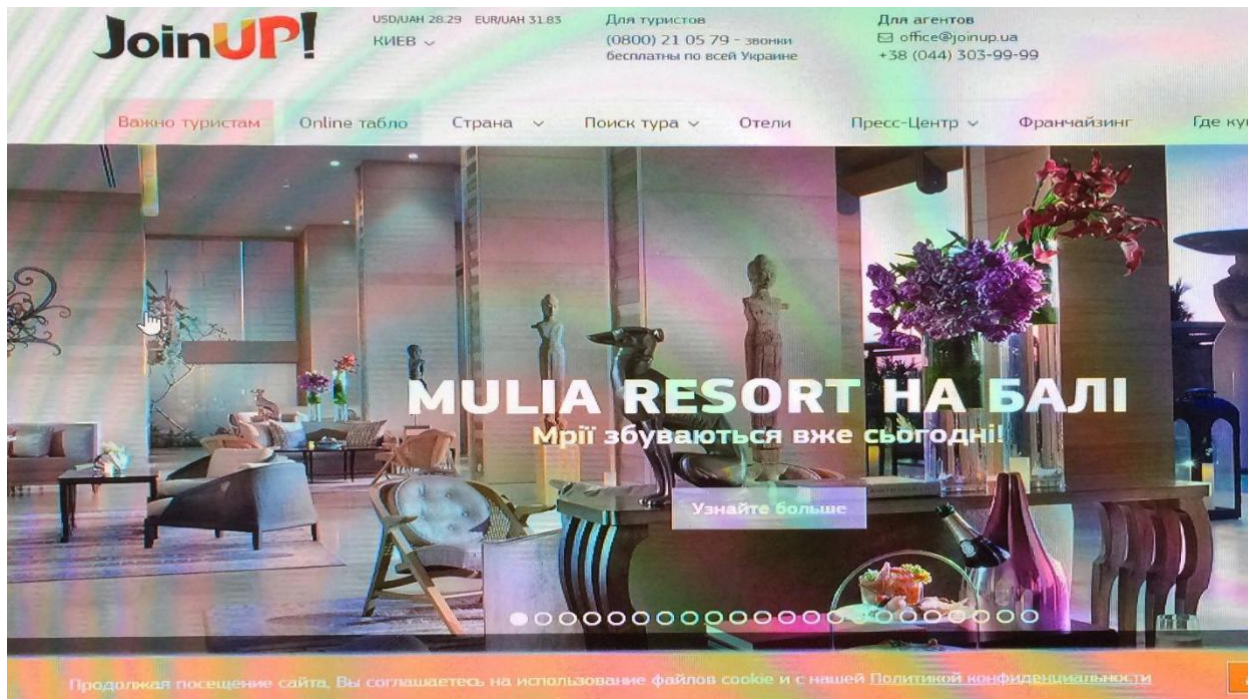 JoinUP!
USD/UAH 28.29 EUR/UAH 31.83
КИЕВ
Для туристов
(0800) 21 05 79 - звонки
бесплатны по всей Украине
Для агентов
office@joinup.ua
+38 (044) 303-99-99
Важно туристам Online табло Страна Поиск тура Отели Пресс-Центр Франчайзинг Где
MULIA RESORT НА БАЛІ
Мрії збуваються вже сьогодні!
Узнайте больше
Продолжая посещение сайта, Вы соглашаетесь на использование файлов cookie и с нашей Политикой конфиденциальности